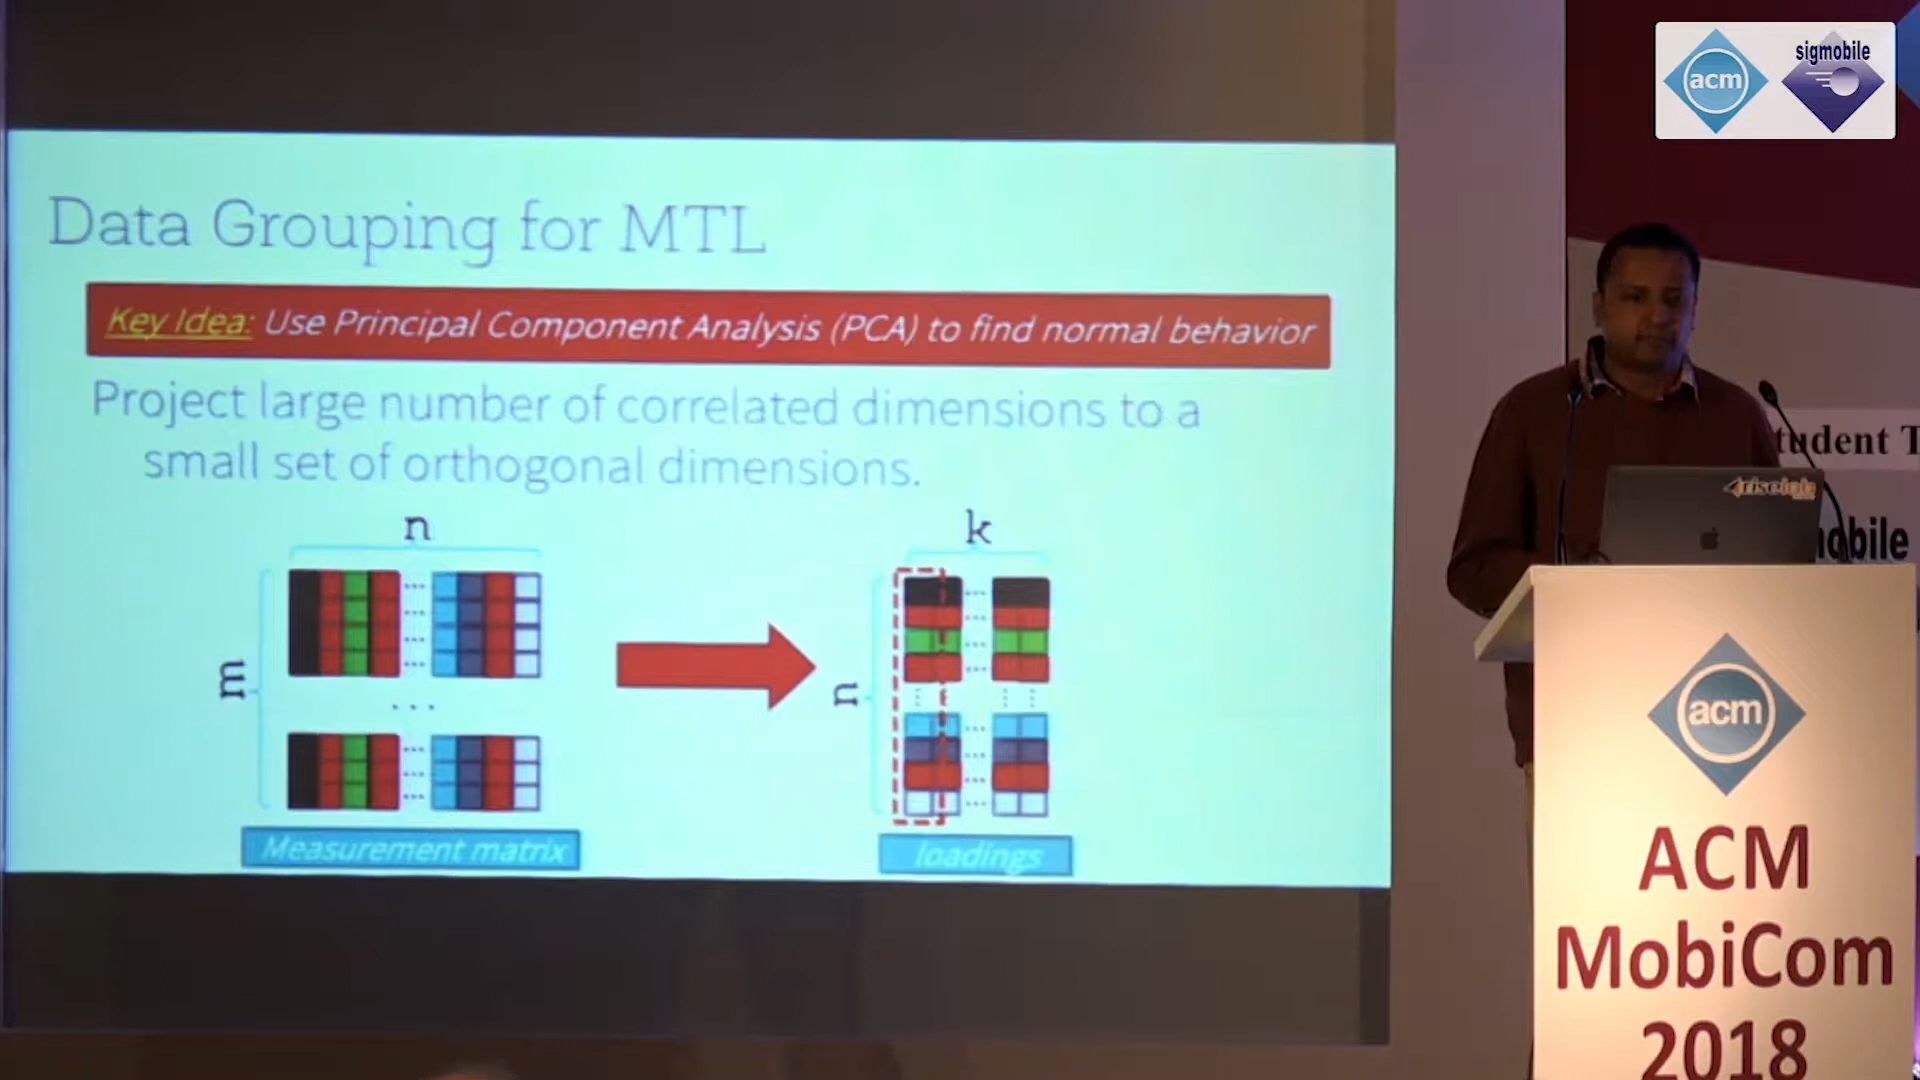 acm
sigmobile
Data Grouping for MTL
Key Idea: Use Principal Component Analysis (PCA) to find normal behavior
Project large number of correlated dimensions to a
small set of orthogonal dimensions.
n
k
m
n
...
Measurement matrix
loadings
tudent T
mobile
acm
ACM
MobiCom
2018